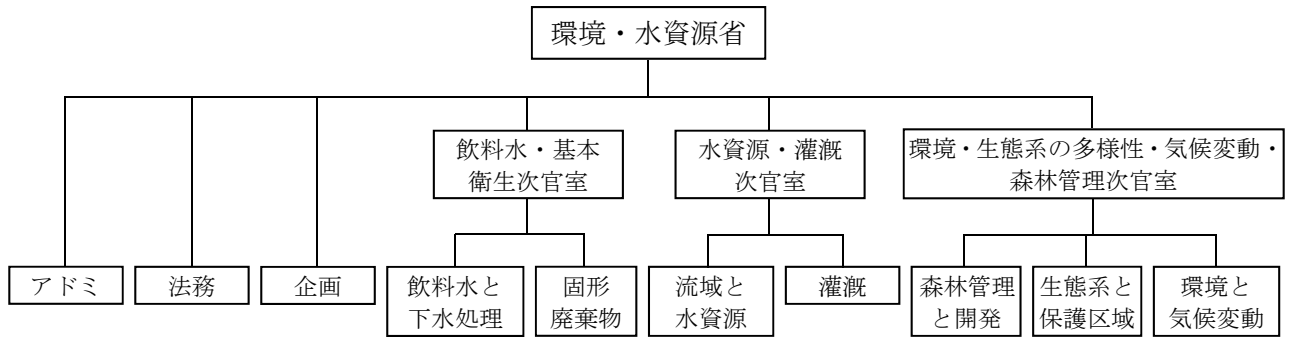 環境・水資源省
飲料水・基本
衛生次官室
水資源・灌漑
次官室
環境・生態系の多様性・気候変動・
森林管理次官室
アドミ
法務
企画
飲料水と
下水処理
固形
廃棄物
流域と
水資源
灌漑
森林管理
と開発
生態系と
保護区域
環境と
気候変動